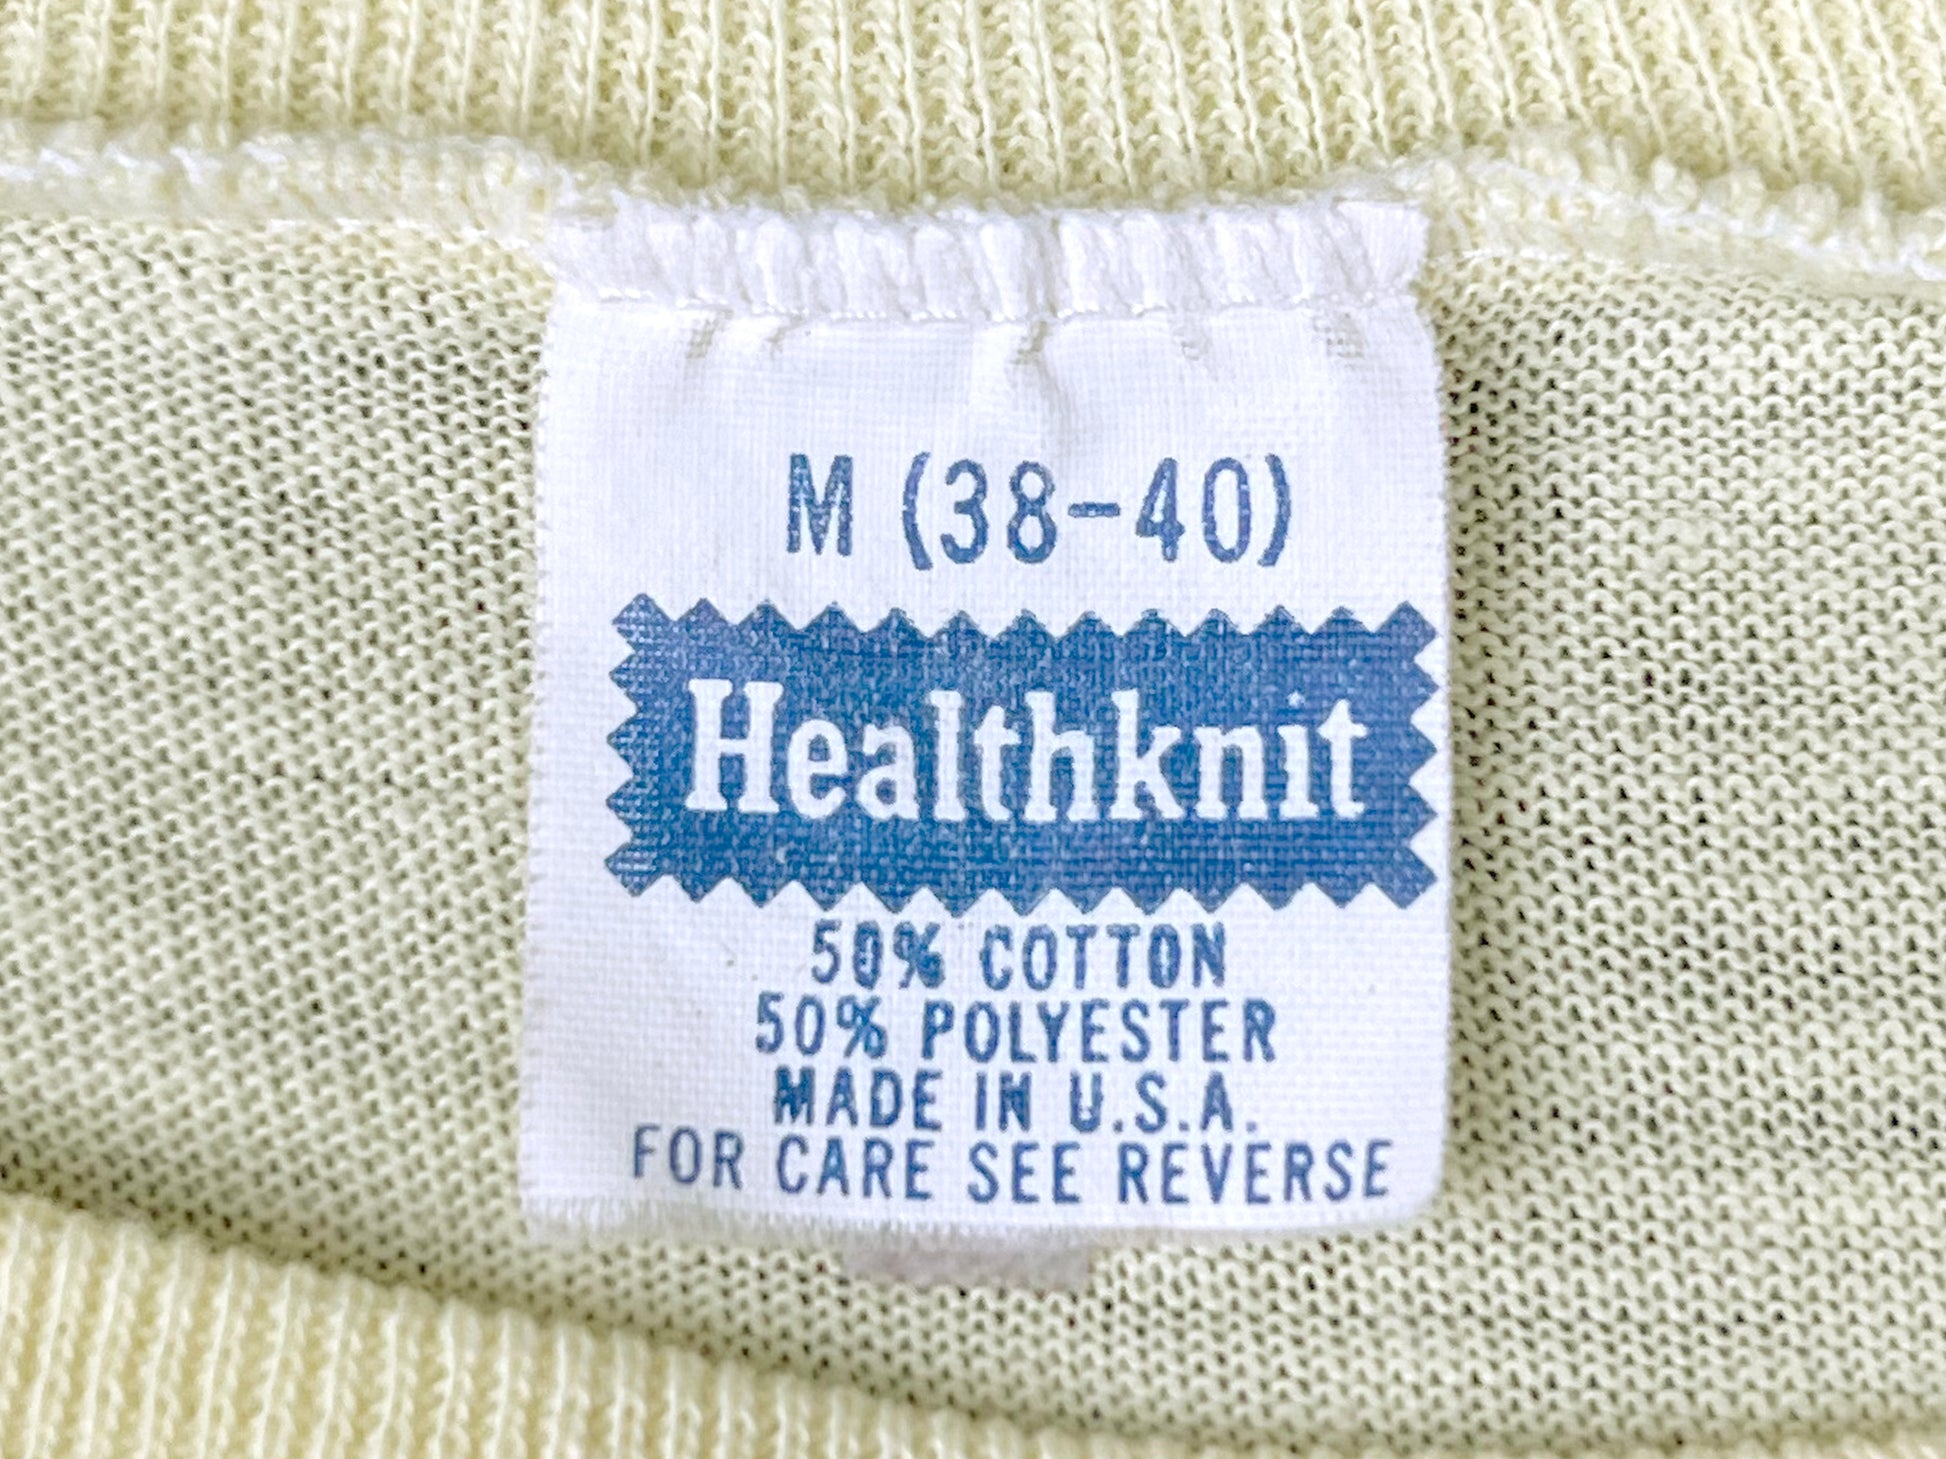 M (38-40)
Healthknit
50% COTTON
50% POLYESTER
MADE IN U.S.A.
FOR CARE SEE REVERSE